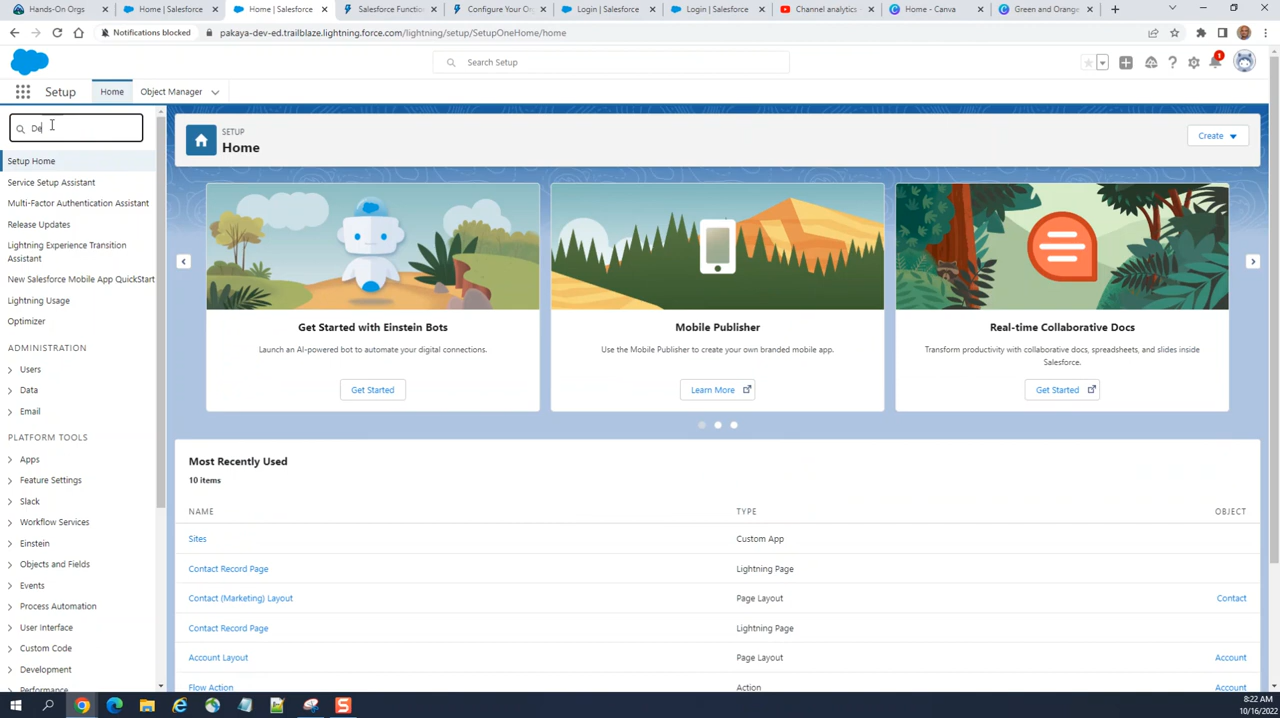 Hands-On Orgs
Home | Salesforce
Home | Salesforce
Salesforce Function
Configure Your On
Login | Salesforce
Login | Salesforce
Channel analytics -
Home - Canva
Green and Orange
Notifications blocked
pakaya-dev-ed.trailblaze.lightning.force.com/lightning/setup/SetupOneHome/home
Search Setup
1
Setup
Home
Object Manager
De
Setup Home
Service Setup Assistant
Multi-Factor Authentication Assistant
Release Updates
Lightning Experience Transition
Assistant
New Salesforce Mobile App QuickStart
Lightning Usage
Optimizer
ADMINISTRATION
Users
Data
Email
PLATFORM TOOLS
Apps
Feature Settings
Slack
Workflow Services
Einstein
Objects and Fields
Events
Process Automation
User Interface
Custom Code
Development
Performance
SETUP
Home
Create
Get Started with Einstein Bots
Launch an AI-powered bot to automate your digital connections.
Get Started
Mobile Publisher
Use the Mobile Publisher to create your own branded mobile app.
Learn More
Real-time Collaborative Docs
Transform productivity with collaborative docs, spreadsheets, and slides inside
Salesforce.
Get Started
Most Recently Used
10 items
NAME TYPE OBJECT
Sites Custom App
Contact Record Page Lightning Page
Contact (Marketing) Layout Page Layout Contact
Contact Record Page Lightning Page
Account Layout Page Layout Account
Flow Action Action Account
8:22 AM
10/16/2022